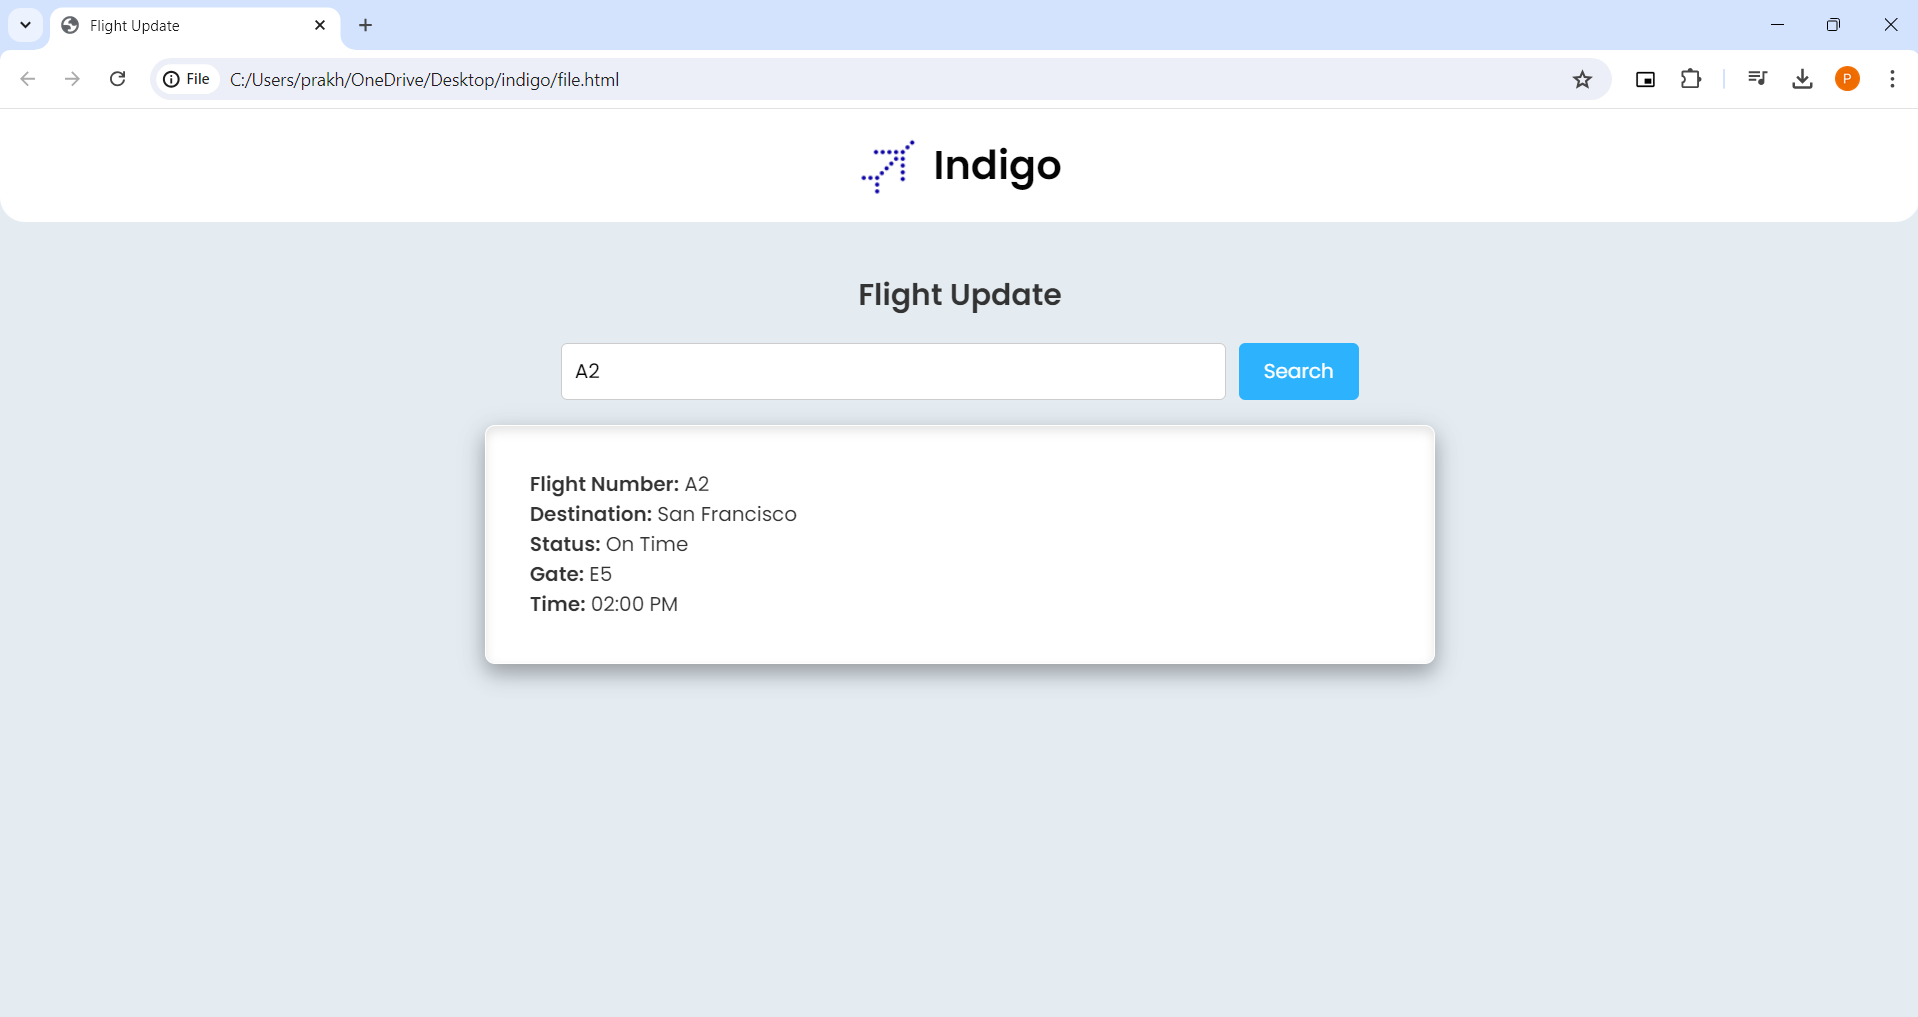 Flight Update
File C:/Users/prakh/OneDrive/Desktop/indigo/file.html
P
Indigo
Flight Update
A2 Search
Flight Number: A2
Destination: San Francisco
Status: On Time
Gate: E5
Time: 02:00 PM